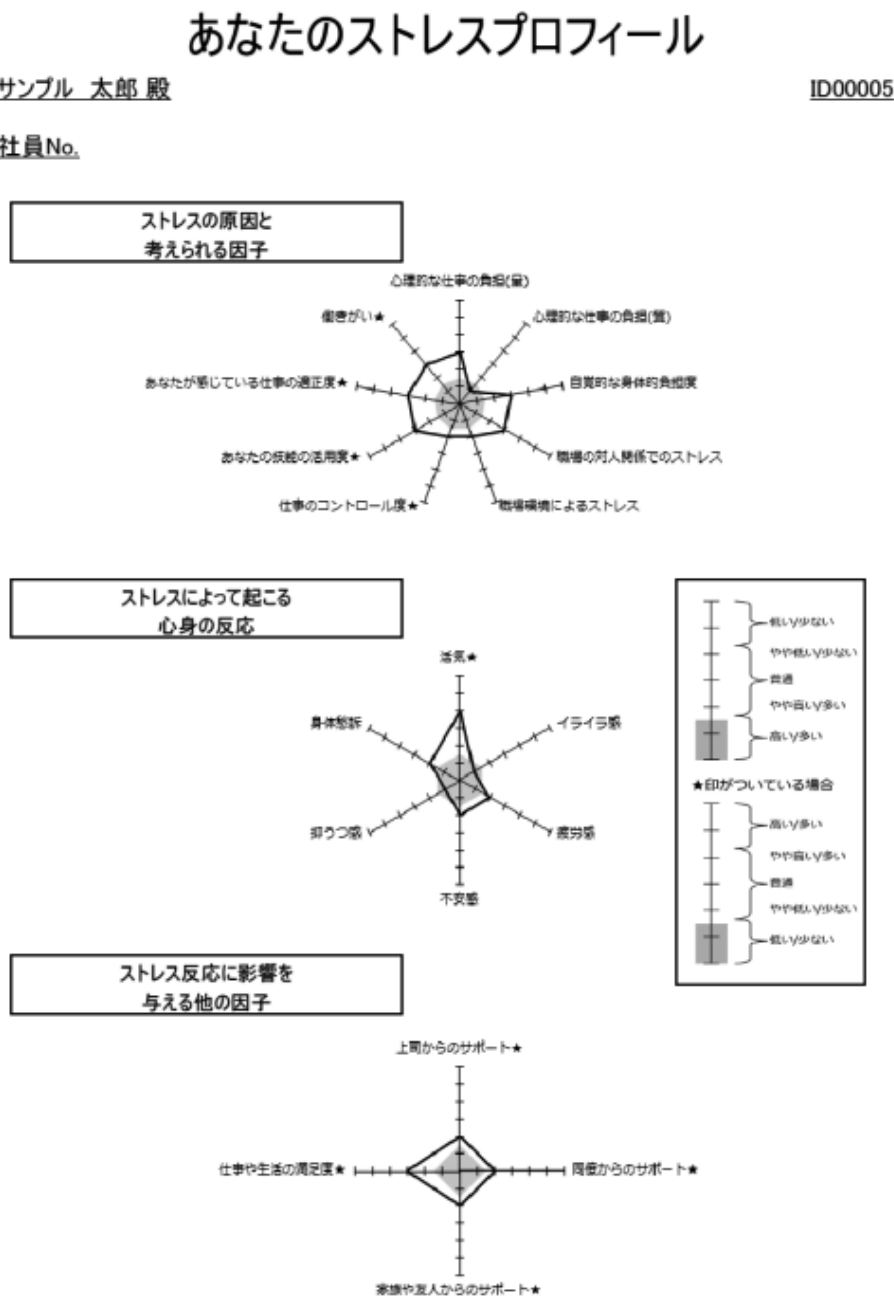 あなたのストレスプロフィール
サンプル 太郎 殿
ID00005
社員No.
ストレスの原因と
考えられる因子
心理的な仕事の負担(量)
働きがい★
心理的な仕事の負担(質)
あなたが感じている仕事の適正度★
自覚的な身体的負担度
あなたの技能の活用度★
職場の対人関係でのストレス
仕事のコントロール度★
職場環境によるストレス
ストレスによって起こる
心身の反応
活気★
身体愁訴
イライラ感
抑うつ感
疲労感
不安感
低い/少ない
やや低い/少ない
普通
やや高い/多い
高い/多い
★印がついている場合
高い/多い
やや高い/多い
普通
やや低い/少ない
低い/少ない
ストレス反応に影響を
与える他の因子
上司からのサポート★
仕事や生活の満足度★
同僚からのサポート★
家族や友人からのサポート★